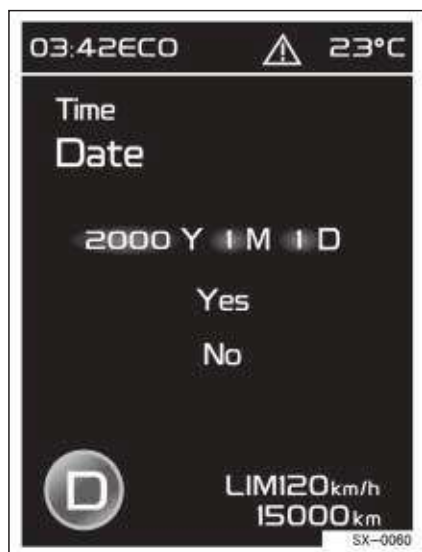 03:42ECO 23°C
Time
Date
2000 Y 1 M 1 D
Yes
No
D
LIM120km/h
15000km
SX-0060